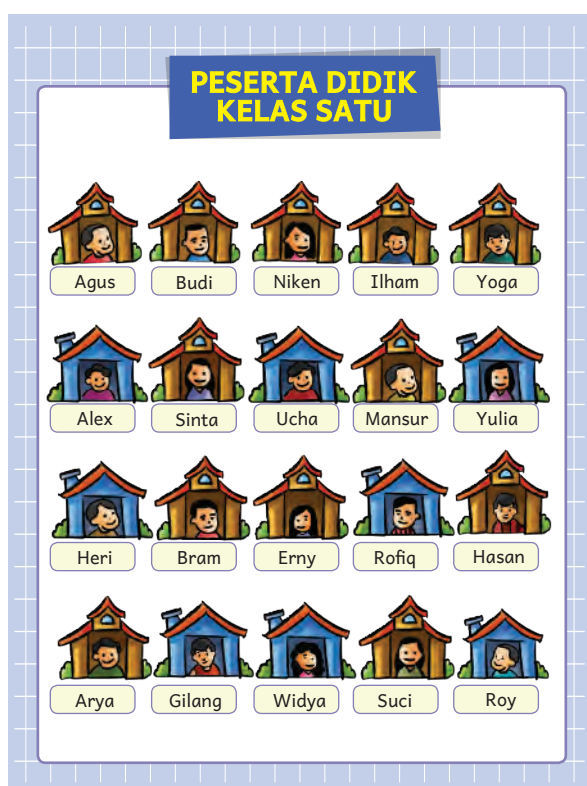 PESERTA DIDIK
KELAS SATU
Agus Budi Niken Ilham Yoga
Alex Sinta Ucha Mansur Yulia
Heri Bram Erny Rofiq Hasan
Arya Gilang Widya Suci Roy